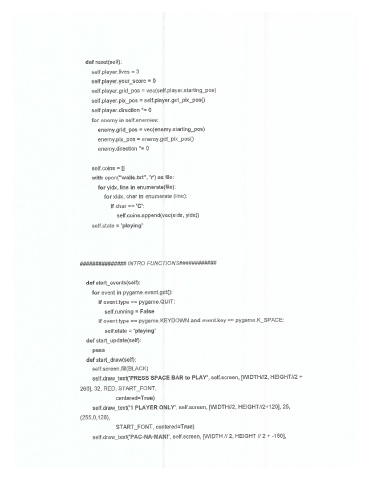 def reset(self):
self.player.lives = 3
self.player.your_score = 0
self.player.grid_pos = vec(self.player.starting_pos)
self.player.pix_pos = self.player.get_pix_pos()
self.player.direction *= 0
for enemy in self.enemies:
enemy.grid_pos = vec(enemy.starting_pos)
enemy.pix_pos = enemy.get_pix_pos()
enemy.direction *= 0
self.coins = []
with open("walls.txt", 'r') as file:
for yidx, line in enumerate(file):
for xidx, char in enumerate (line):
if char == 'C':
self.coins.append(vec(xidx, yidx))
self.state = 'playing'
############### INTRO FUNCTIONS############
def start_events(self):
for event in pygame.event.get():
if event.type == pygame.QUIT:
self.running = False
if event.type == pygame.KEYDOWN and event.key == pygame.K_SPACE:
self.state = 'playing'
def start_update(self):
pass
def start_draw(self):
self.screen.fill(BLACK)
self.draw_text('PRESS SPACE BAR to PLAY', self.screen, [WIDTH//2, HEIGHT//2 +
260], 32, RED, START_FONT,
centered=True)
self.draw_text('1 PLAYER ONLY', self.screen, [WIDTH//2, HEIGHT//2+120], 25,
(255,0,128),
START_FONT, centered=True)
self.draw_text('PAC-NA-MAN!', self.screen, [WIDTH // 2, HEIGHT // 2 + -160],